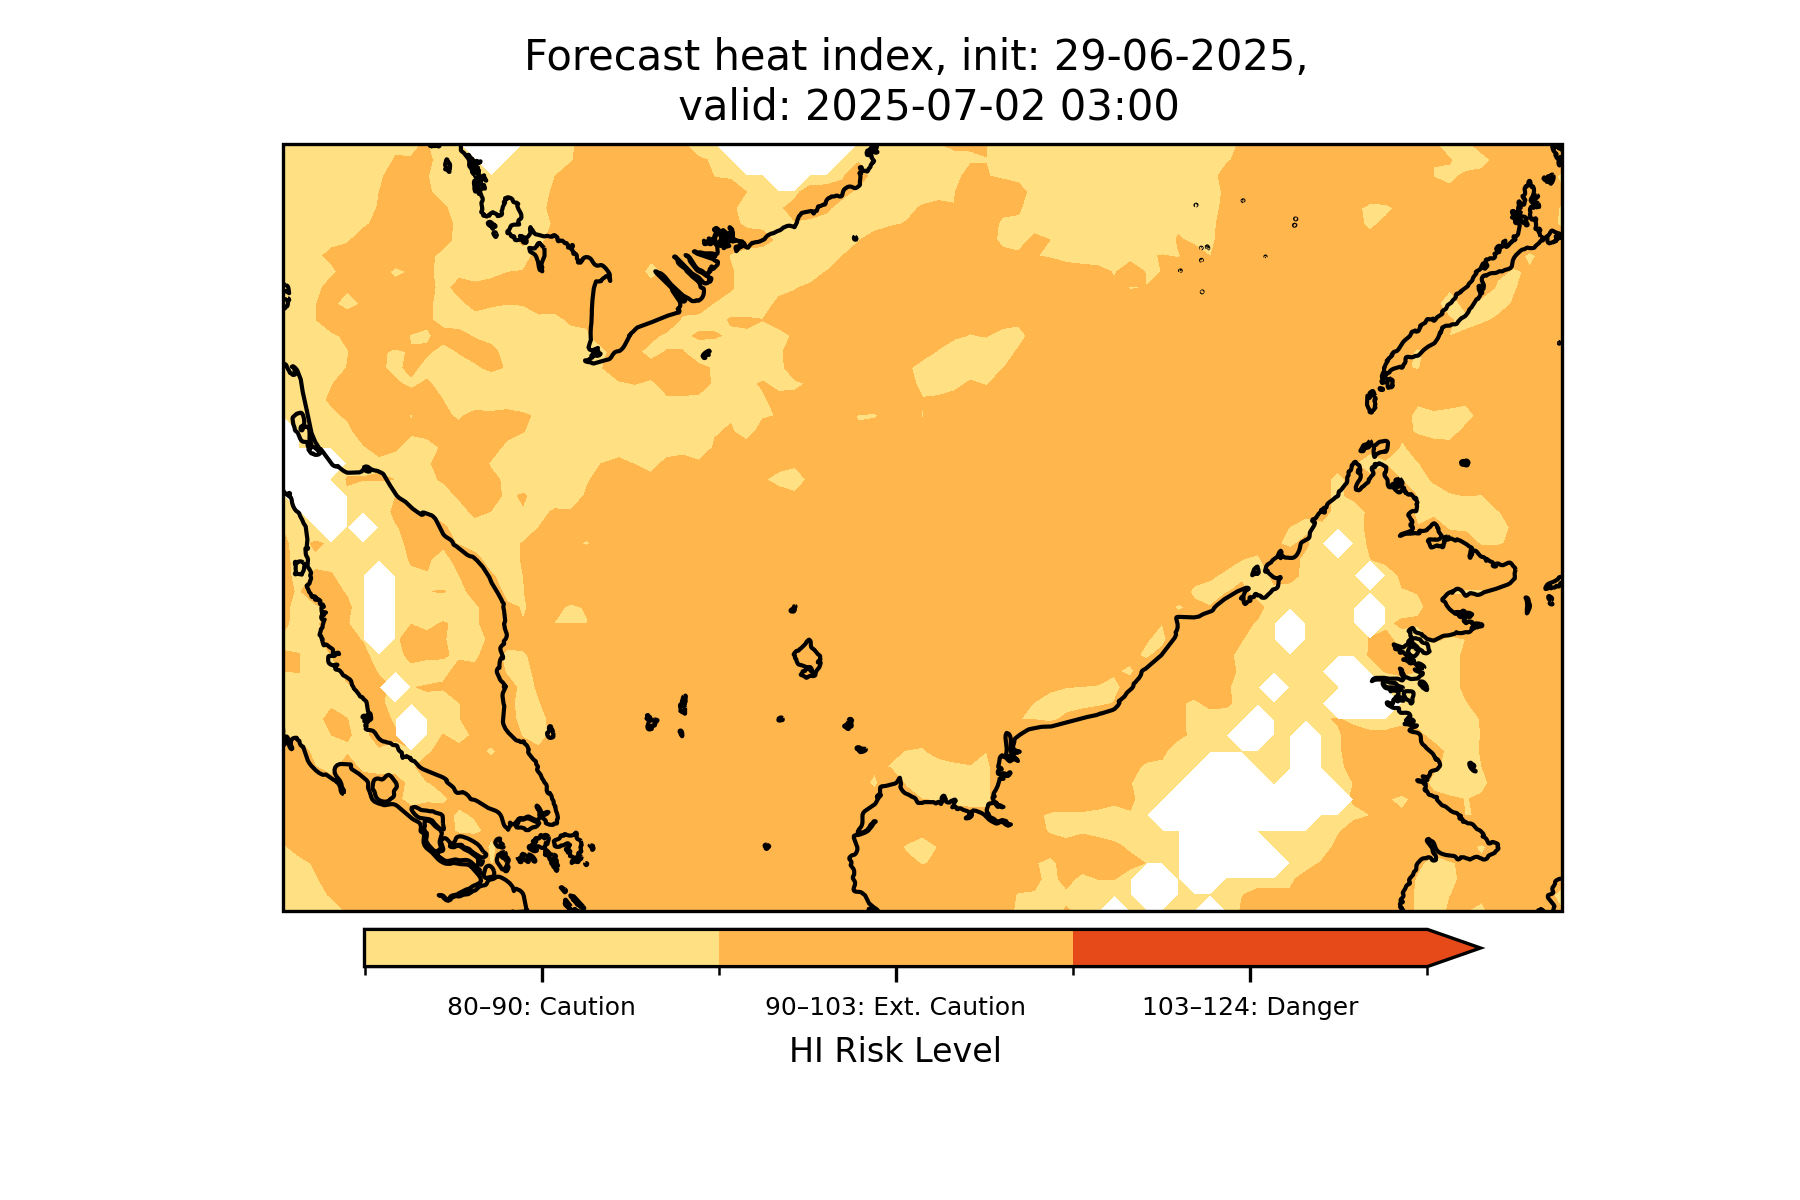 Forecast heat index, init: 29-06-2025,
valid: 2025-07-02 03:00
80–90: Caution
90–103: Ext. Caution
103–124: Danger
HI Risk Level